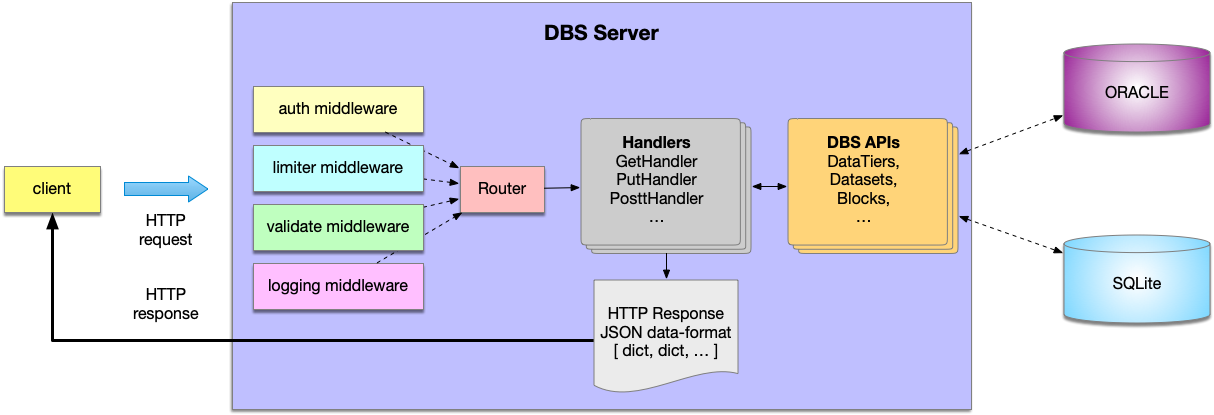 DBS Server
client
HTTP
request
HTTP
response
auth middleware
limiter middleware
validate middleware
logging middleware
Router
Handlers
GetHandler
PutHandler
PosttHandler
...
DBS APIs
DataTiers,
Datasets,
Blocks,
...
HTTP Response
JSON data-format
[ dict, dict, ... ]
ORACLE
SQLite